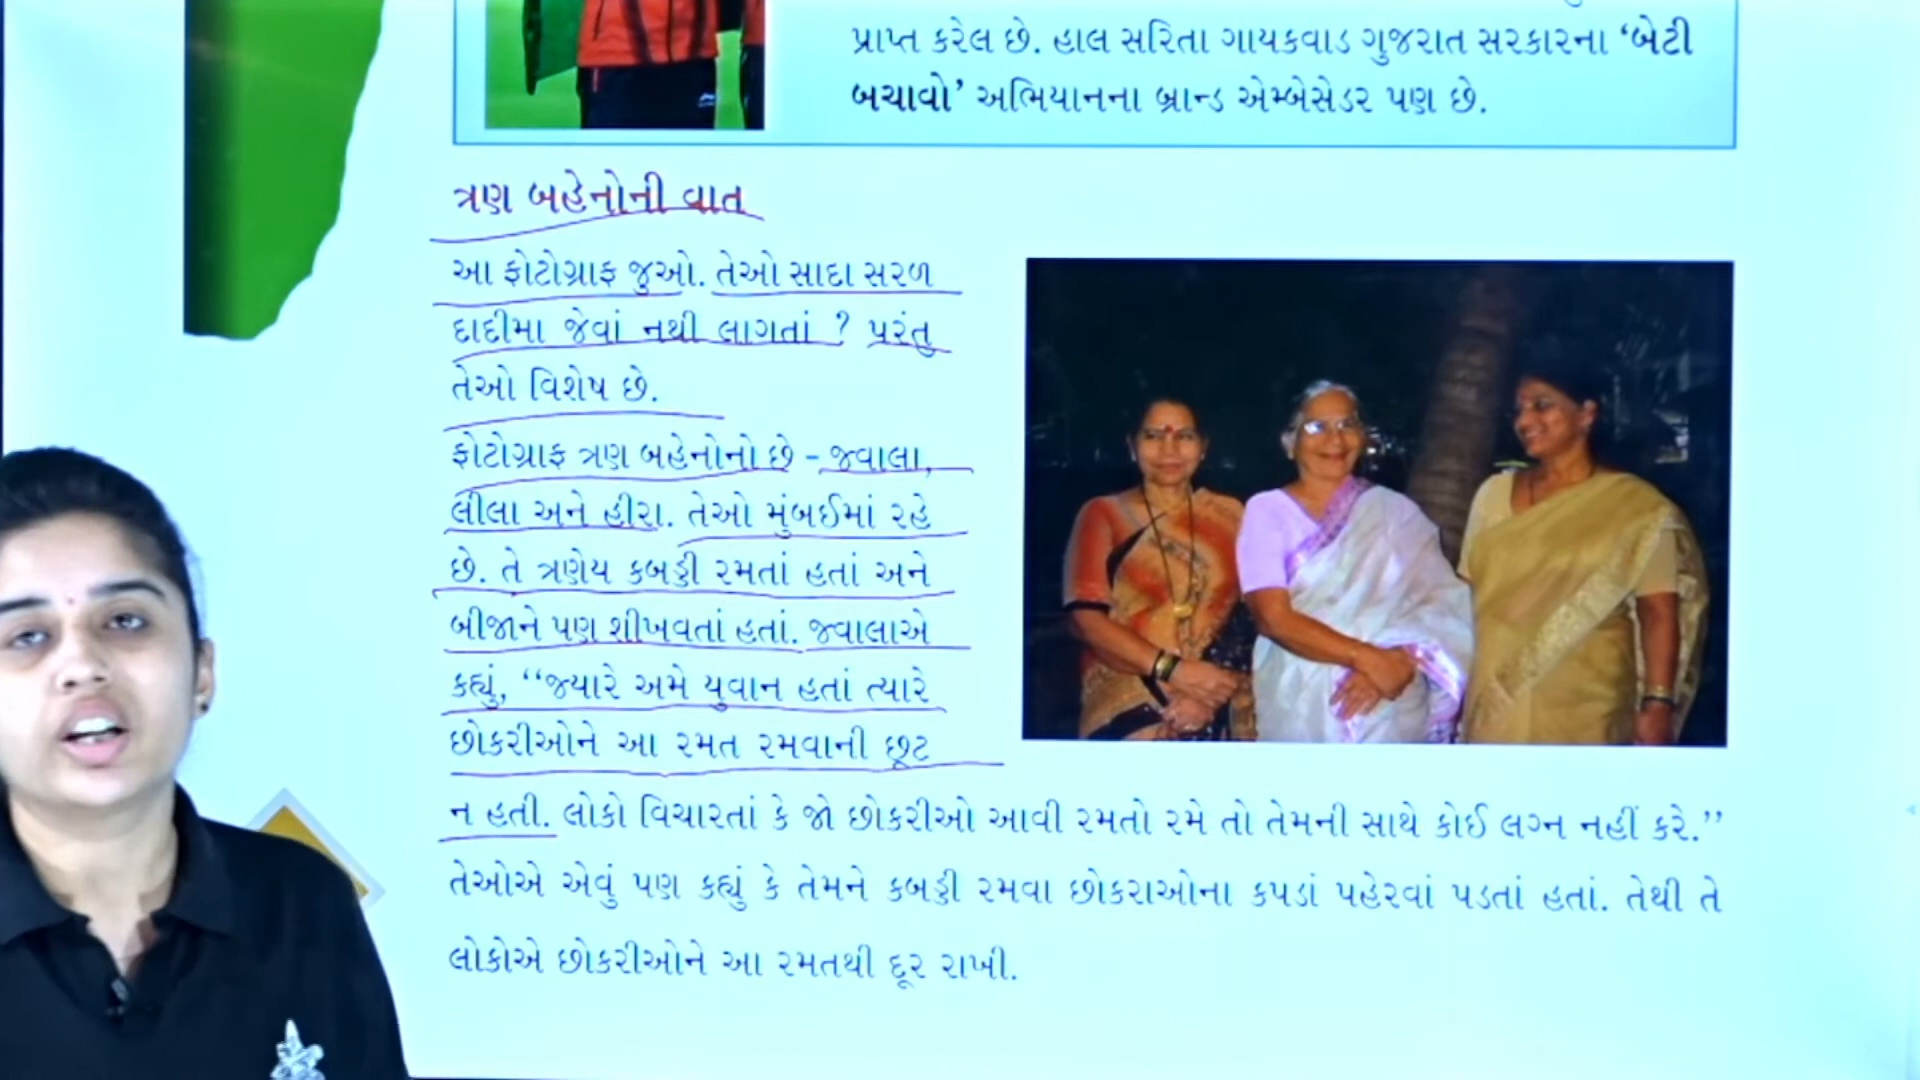 પ્રાપ્ત કરેલ છે. હાલ સરિતા ગાયકવાડ ગુજરાત સરકારના ‘બેટી
બચાવો’ અભિયાનના બ્રાન્ડ એમ્બેસેડર પણ છે.
ત્રણ બહેનોની વાત
આ ફોટોગ્રાફ જુઓ. તેઓ સાદા સરળ
દાદીમા જેવાં નથી લાગતાં ? પરંતુ
તેઓ વિશેષ છે.
ફોટોગ્રાફ ત્રણ બહેનોનો છે - જ્વાલા,
લીલા અને હીરા. તેઓ મુંબઈમાં રહે
છે. તે ત્રણેય કબડ્ડી રમતાં હતાં અને
બીજાને પણ શીખવતાં હતાં. જ્વાલાએ
કહ્યું, “જ્યારે અમે યુવાન હતાં ત્યારે
છોકરીઓને આ રમત રમવાની છૂટ
ન હતી. લોકો વિચારતાં કે જો છોકરીઓ આવી રમતો રમે તો તેમની સાથે કોઈ લગ્ન નહીં કરે.”
તેઓએ એવું પણ કહ્યું કે તેમને કબડ્ડી રમવા છોકરાઓના કપડાં પહેરવાં પડતાં હતાં. તેથી તે
લોકોએ છોકરીઓને આ રમતથી દૂર રાખી.